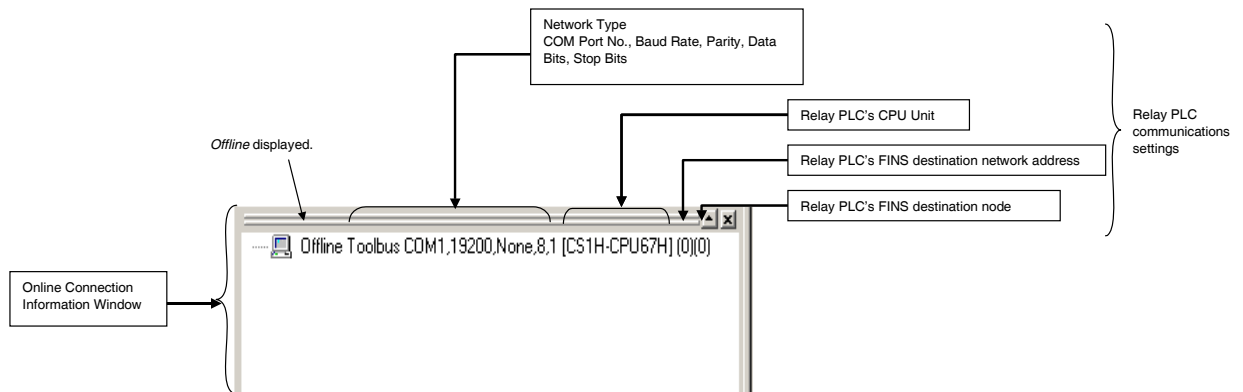 Network Type
COM Port No., Baud Rate, Parity, Data
Bits, Stop Bits
Relay PLC's CPU Unit
Relay PLC
communications
settings
Offline displayed.
Relay PLC's FINS destination network address
Relay PLC's FINS destination node
Offline Toolbus COM1,19200,None,8,1 [CS1H-CPU67H] (0)(0)
Online Connection
Information Window